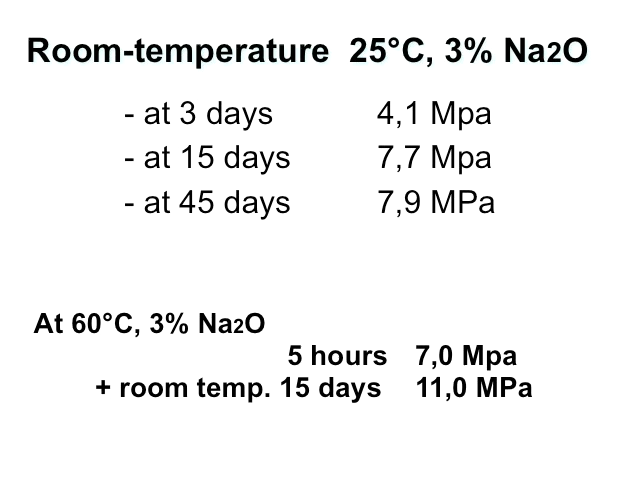 Room-temperature 25°C, 3% Na2O
- at 3 days 4,1 Mpa
- at 15 days 7,7 Mpa
- at 45 days 7,9 MPa
At 60°C, 3% Na2O
5 hours 7,0 Mpa
+ room temp. 15 days 11,0 MPa